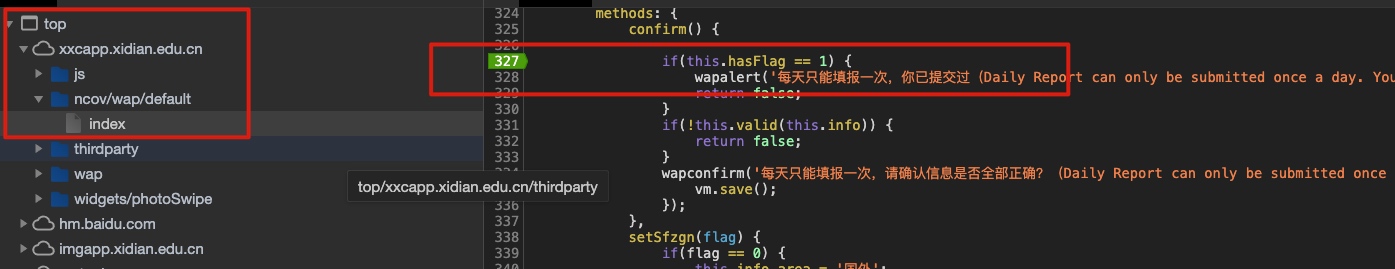 top
xxcapp.xidian.edu.cn
js
ncov/wap/default
index
thirdparty
wap
widgets/photoSwipe
hm.baidu.com
imgapp.xidian.edu.cn
top/xxcapp.xidian.edu.cn/thirdparty
324 methods: {
325 confirm() {
327 if(this.hasFlag == 1) {
328 wapalert('每天只能填报一次，你已提交过（Daily Report can only be submitted once a day. You
329 return false;
330 }
331 if(!this.valid(this.info)) {
332 return false;
333 }
wapconfirm('每天只能填报一次，请确认信息是否全部正确？（Daily Report can only be submitted once
vm.save();
336 });
337 },
338 setSfzgn(flag) {
339 if(flag == 0) {
340 this.info.area = '国外';